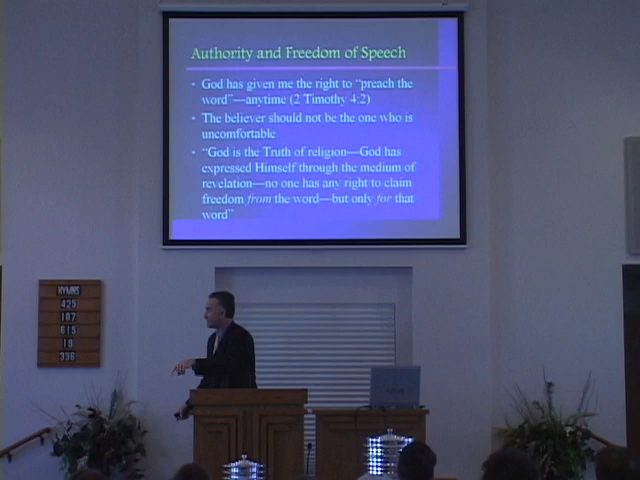 Authority and Freedom of Speech
• God has given me the right to “preach the
word”—anytime (2 Timothy 4:2)
• The believer should not be the one who is
uncomfortable
• “God is the Truth of religion—God has
expressed Himself through the medium of
revelation—no one has any right to claim
freedom from the word—but only for that
word”
HYMNS
425
107
615
19
336